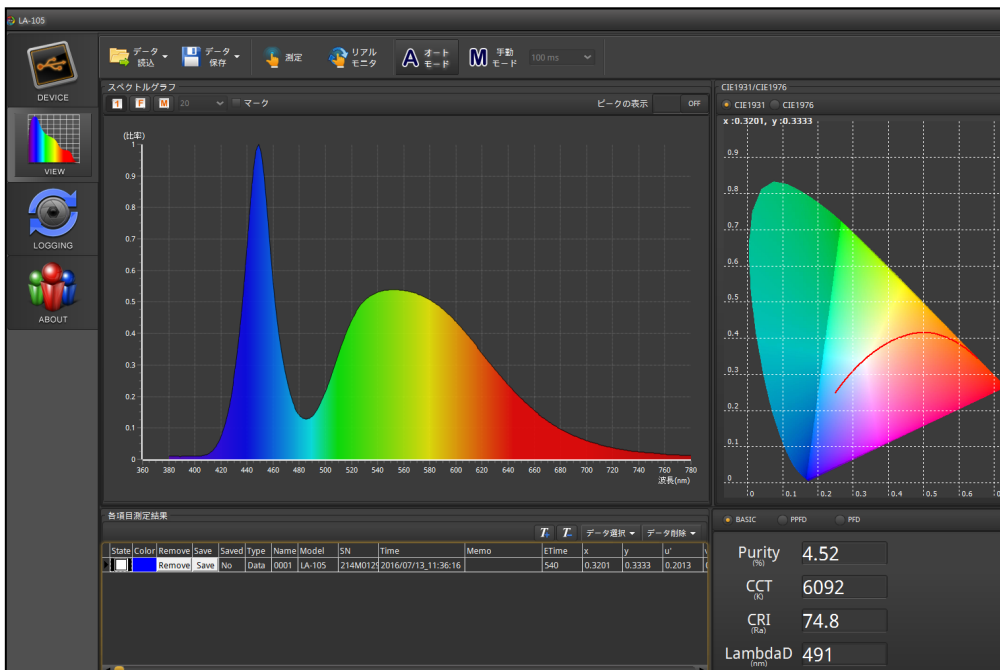 LA-105
DEVICE
VIEW
LOGGING
ABOUT
データ読込 データ保存 測定 リアルモニタ A オートモード M 手動モード 100 ms
スペクトルグラフ
1 F M 20 マーク ピークの表示 OFF
(比率)
1
0.9
0.8
0.7
0.6
0.5
0.4
0.3
0.2
0.1
0
360 380 400 420 440 460 480 500 520 540 560 580 600 620 640 660 680 700 720 740 760 780
波長(nm)
CIE1931/CIE1976
CIE1931 CIE1976
x :0.3201, y :0.3333
0.9
0.8
0.7
0.6
0.5
0.4
0.3
0.2
0.1
0
0 0.1 0.2 0.3 0.4 0.5 0.6
各項目測定結果
データ選択 データ削除
State Color Remove Save Saved Type Name Model SN Time Memo ETime x y u'
Remove Save No Data 0001 LA-105 214M0129 2016/07/13_11:36:16 540 0.3201 0.3333 0.2013
BASIC PPFD PFD
Purity (%) 4.52
CCT (K) 6092
CRI (Ra) 74.8
LambdaD (nm) 491